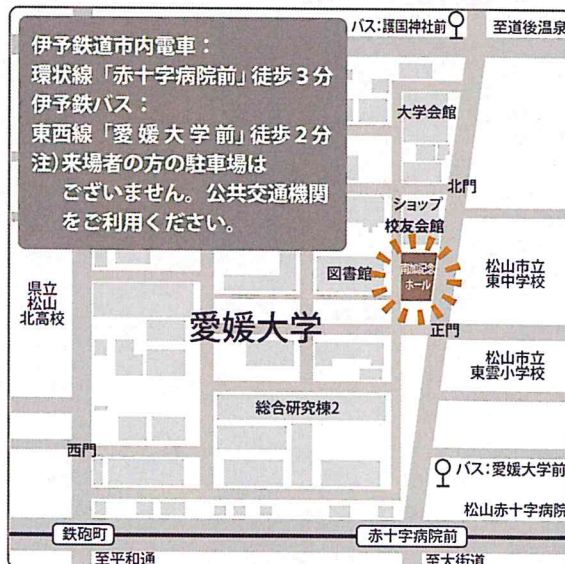 伊予鉄道市内電車：
環状線「赤十字病院前」徒歩3分
伊予鉄バス：
東西線「愛媛大学前」徒歩2分
注）来場者の方の駐車場は
ございません。公共交通機関
をご利用ください。
バス：護国神社前
至道後温泉
大学会館
北門
ショップ
校友会館
図書館
ホール
松山市立
東中学校
県立
松山
北高校
愛媛大学
正門
松山市立
東雲小学校
総合研究棟2
西門
バス：愛媛大学前
松山赤十字病院
鉄砲町
赤十字病院前
至平和通
至大街道